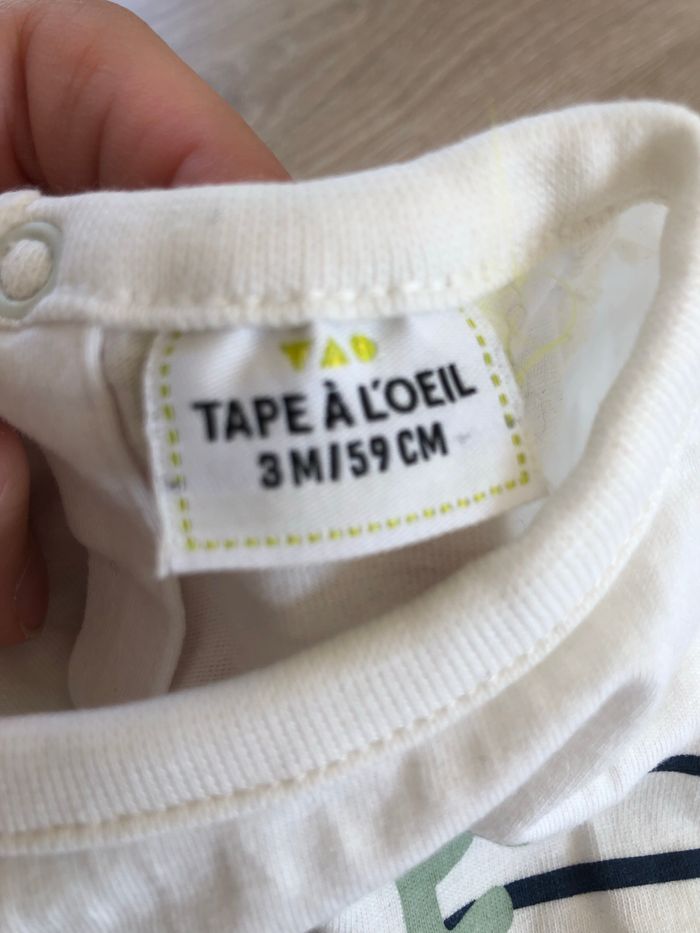 TAO
TAPE À L'OEIL
3 M/59 CM